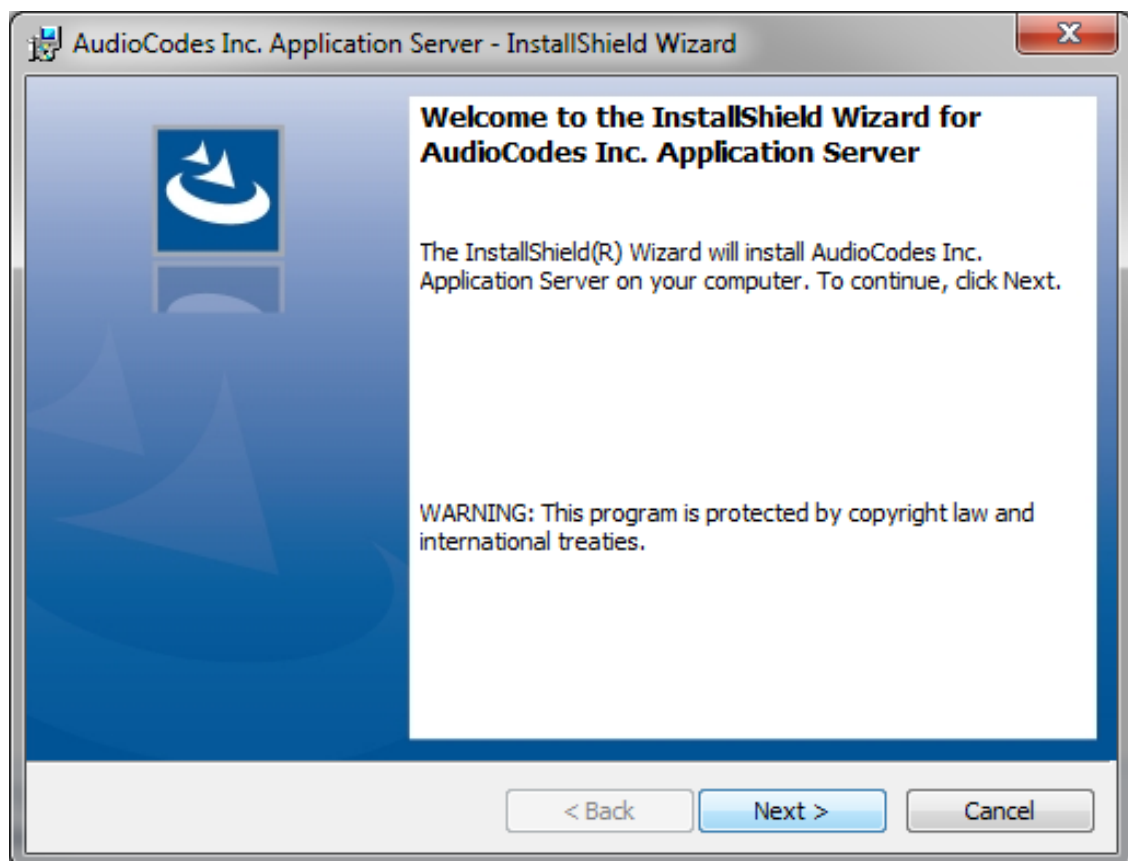 AudioCodes Inc. Application Server - InstallShield Wizard
Welcome to the InstallShield Wizard for
AudioCodes Inc. Application Server
The InstallShield(R) Wizard will install AudioCodes Inc.
Application Server on your computer. To continue, click Next.
WARNING: This program is protected by copyright law and
international treaties.
< Back Next > Cancel